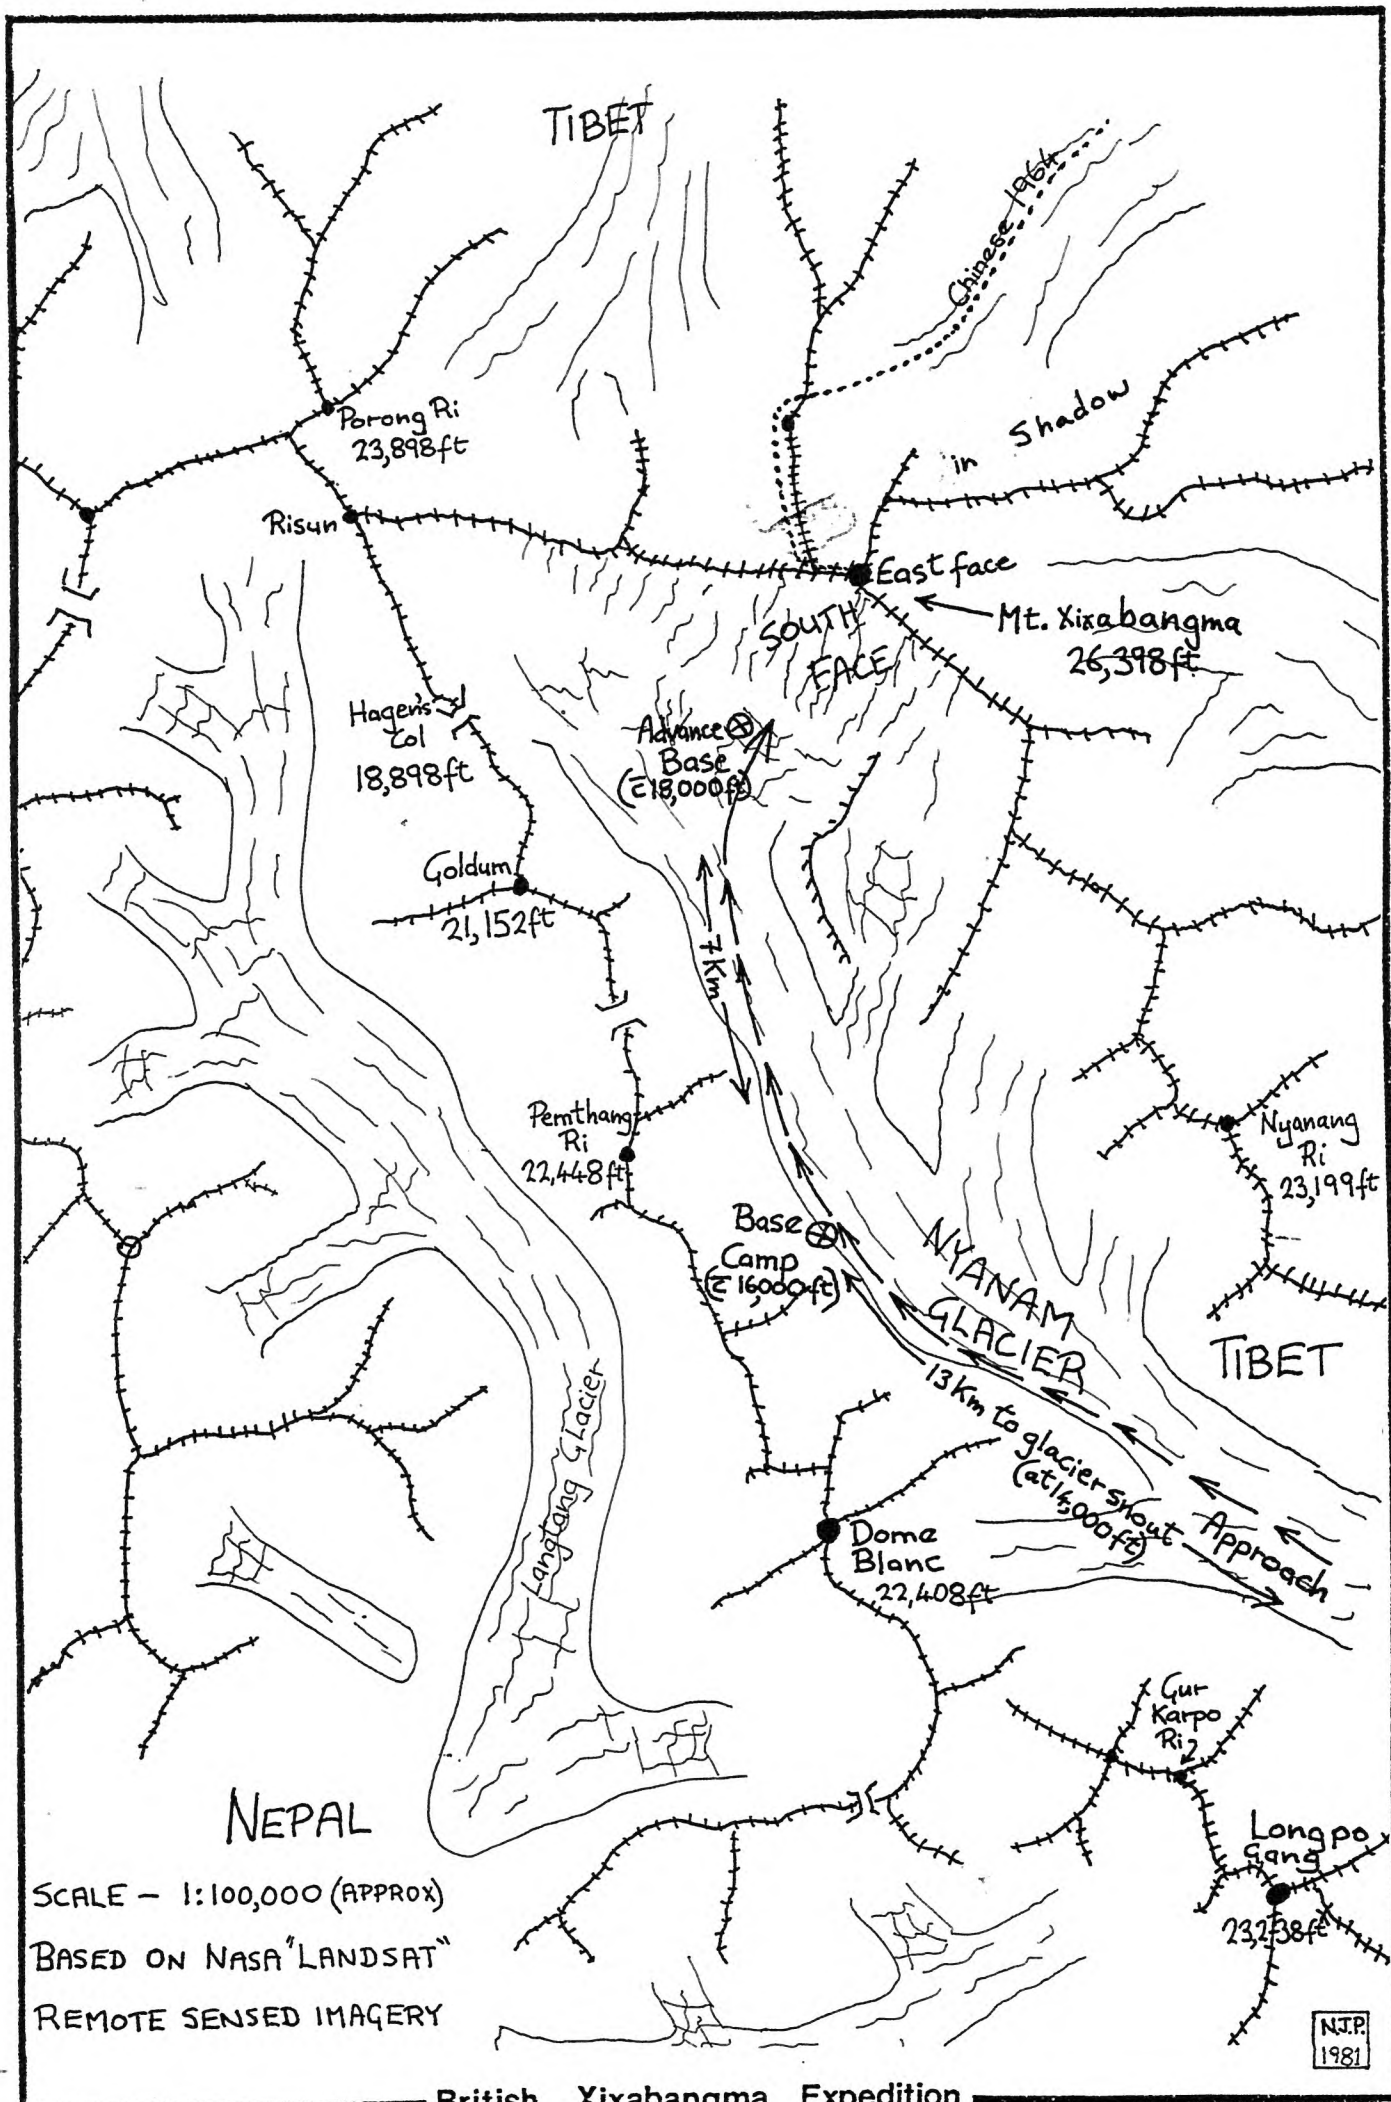 TIBET
Chinese 1964
Porong Ri
23,898ft
in Shadow
Risun
East face
Mt. Xixabangma
26,398ft
SOUTH
FACE
Hagen's
Col
18,898ft
Advance
Base
(c̄ 18,000ft)
Goldum
21,152ft
7Km
Pemthang
Ri
22,448ft
Nyanang
Ri
23,199ft
Base
Camp
(c̄ 16,000ft)
NYANAM
GLACIER
TIBET
13Km to glacier snout
(at 14,000ft)
Approach
Langtang Glacier
Dome
Blanc
22,408ft
Gur
Karpo
Ri
NEPAL
Longpo
Gang
23,238ft
SCALE – 1:100,000 (APPROX)
BASED ON NASA "LANDSAT"
REMOTE SENSED IMAGERY
N.J.P.
1981
British Xixabangma Expedition